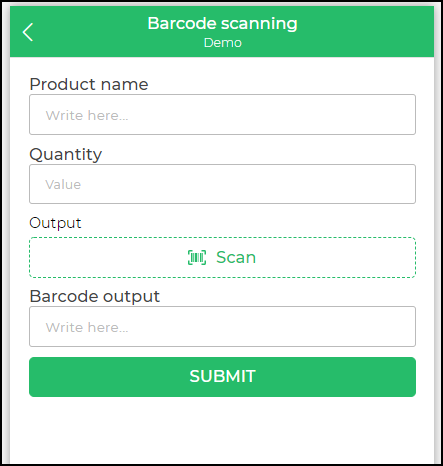 Barcode scanning
Demo
Product name
Write here...
Quantity
Value
Output
Scan
Barcode output
Write here...
SUBMIT